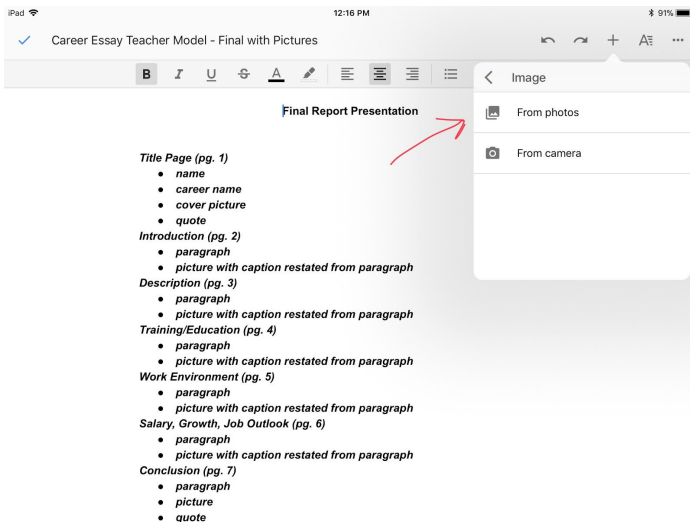 iPad 12:16 PM 91%
Career Essay Teacher Model - Final with Pictures
B I U S A
Image
From photos
From camera
Final Report Presentation
Title Page (pg. 1)
● name
● career name
● cover picture
● quote
Introduction (pg. 2)
● paragraph
● picture with caption restated from paragraph
Description (pg. 3)
● paragraph
● picture with caption restated from paragraph
Training/Education (pg. 4)
● paragraph
● picture with caption restated from paragraph
Work Environment (pg. 5)
● paragraph
● picture with caption restated from paragraph
Salary, Growth, Job Outlook (pg. 6)
● paragraph
● picture with caption restated from paragraph
Conclusion (pg. 7)
● paragraph
● picture
● quote